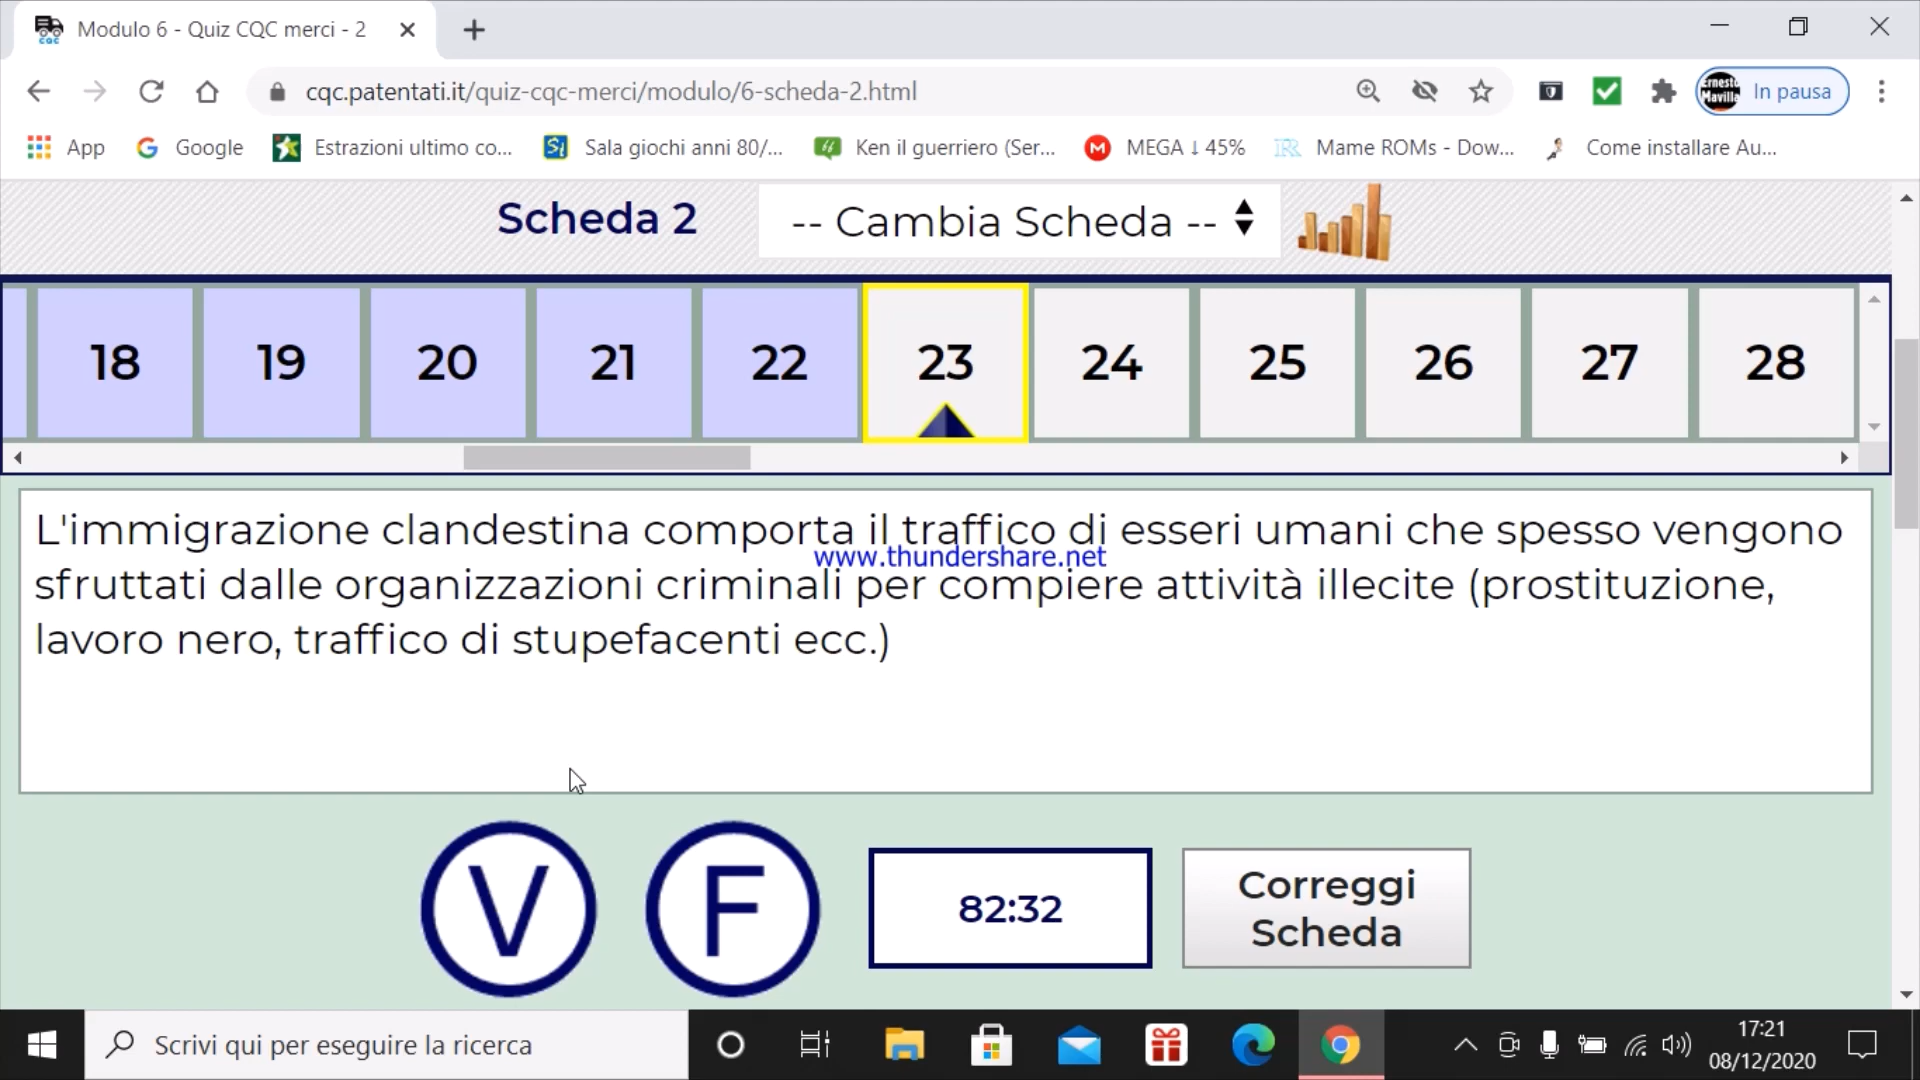 Modulo 6 - Quiz CQC merci - 2
cqc.patentati.it/quiz-cqc-merci/modulo/6-scheda-2.html
Ernesto Mavilla
In pausa
App Google Estrazioni ultimo co... Sala giochi anni 80/... Ken il guerriero (Ser... MEGA ↓ 45% Mame ROMs - Dow... Come installare Au...
Scheda 2 -- Cambia Scheda --
18 19 20 21 22 23 24 25 26 27 28
L'immigrazione clandestina comporta il traffico di esseri umani che spesso vengono
www.thundershare.net
sfruttati dalle organizzazioni criminali per compiere attività illecite (prostituzione,
lavoro nero, traffico di stupefacenti ecc.)
V F 82:32 Correggi
Scheda
Scrivi qui per eseguire la ricerca
17:21
08/12/2020